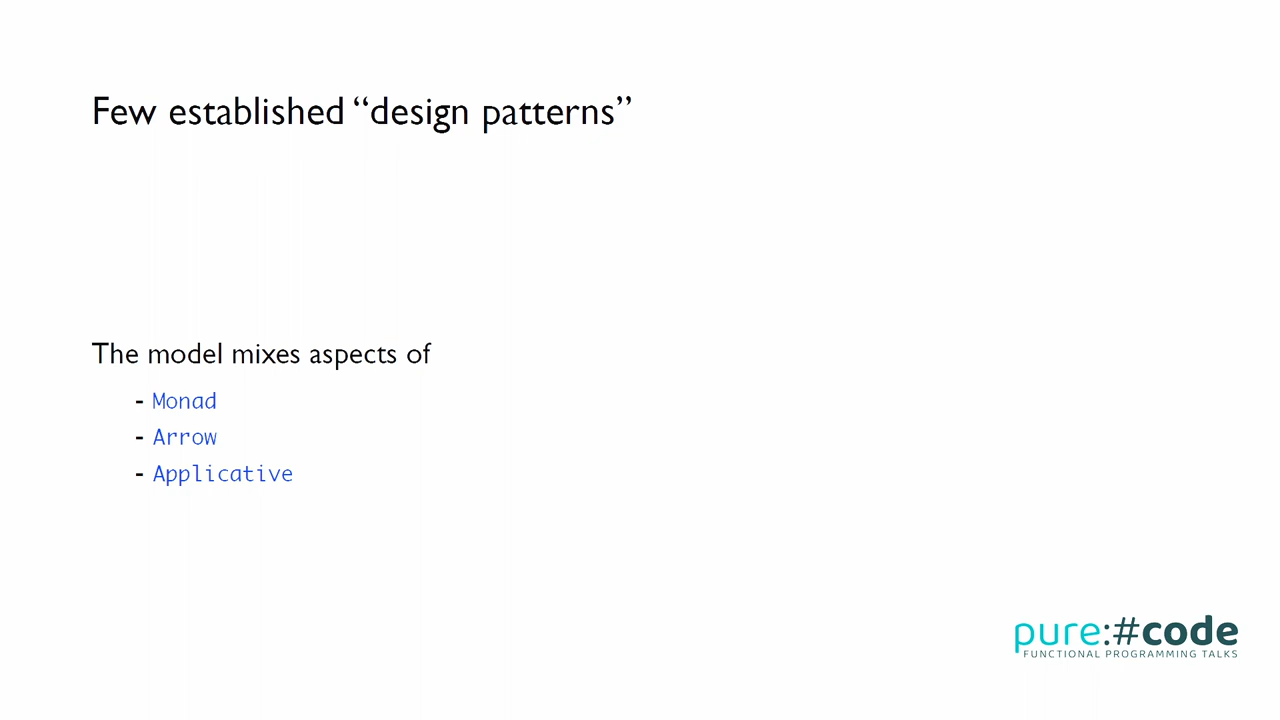 Few established “design patterns”
The model mixes aspects of
- Monad
- Arrow
- Applicative
pure:#code
FUNCTIONAL PROGRAMMING TALKS